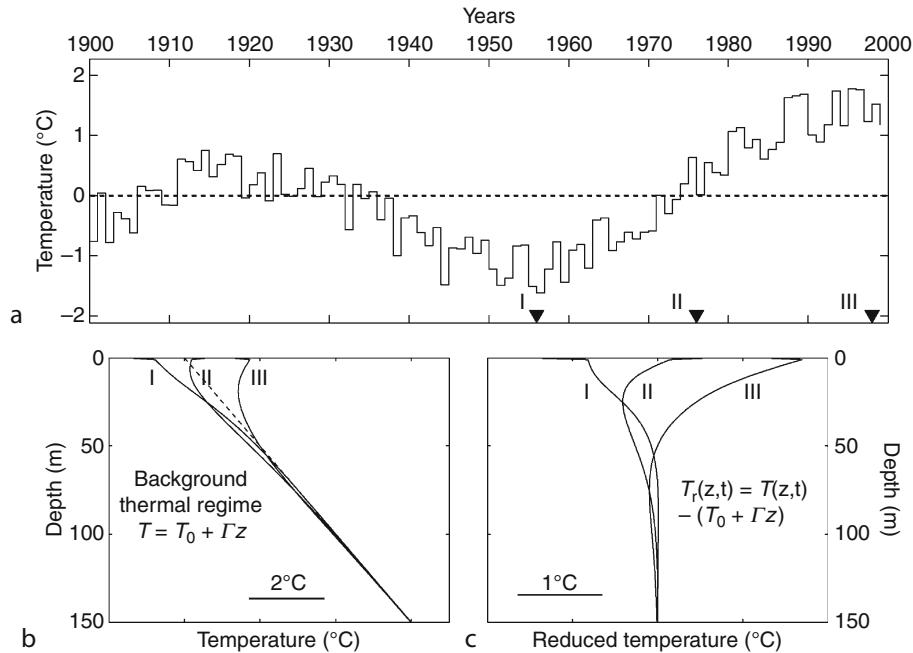 Years
1900 1910 1920 1930 1940 1950 1960 1970 1980 1990 2000
2
1
0
−1
−2
Temperature (°C)
I II III
a
0
50
100
150
Depth (m)
I II III
Background
thermal regime
T = T0 + Γz
2°C
Temperature (°C)
b
I II III
Tr(z,t) = T(z,t)
− (T0 + Γz)
1°C
Reduced temperature (°C)
0
50
100
150
Depth (m)
c